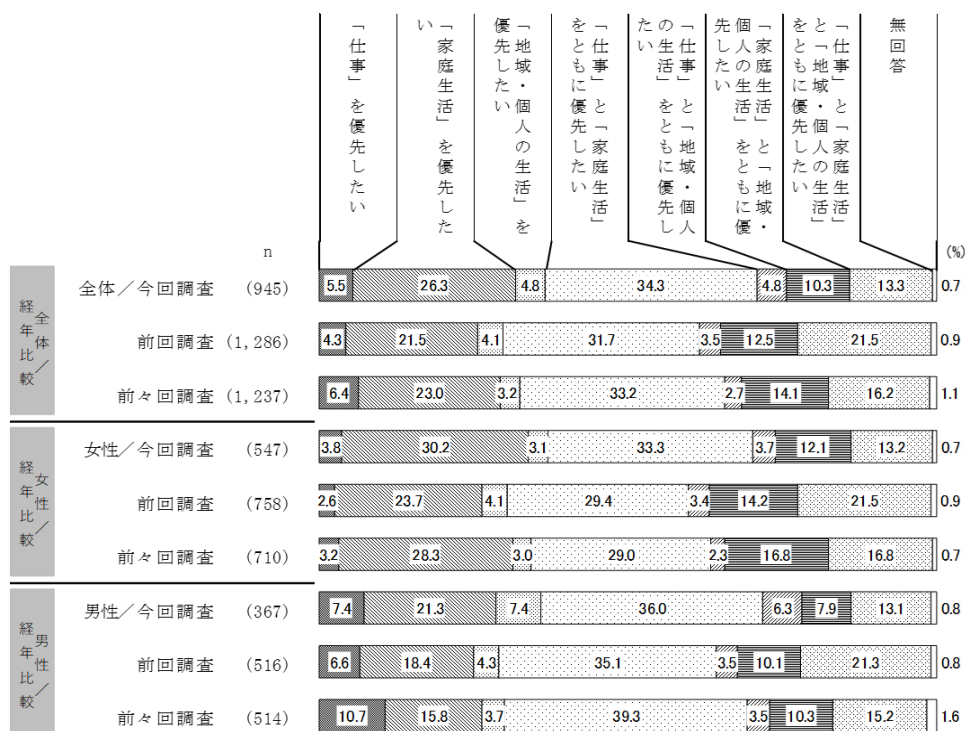 「仕事」を優先したい
「家庭生活」を優先した
い
「地域・個人の生活」を
優先したい
「仕事」と「家庭生活」
をともに優先したい
「仕事」と「地域・個人
の生活」をともに優先し
たい
「家庭生活」と「地域・
個人の生活」をともに優
先したい
「仕事」と「家庭生活」
と「地域・個人の生活」
をともに優先したい
無回答
n
(%)
全体／
経年比較
全体／今回調査 (945) 5.5 26.3 4.8 34.3 4.8 10.3 13.3 0.7
前回調査 (1,286) 4.3 21.5 4.1 31.7 3.5 12.5 21.5 0.9
前々回調査 (1,237) 6.4 23.0 3.2 33.2 2.7 14.1 16.2 1.1
女性／
経年比較
女性／今回調査 (547) 3.8 30.2 3.1 33.3 3.7 12.1 13.2 0.7
前回調査 (758) 2.6 23.7 4.1 29.4 3.4 14.2 21.5 0.9
前々回調査 (710) 3.2 28.3 3.0 29.0 2.3 16.8 16.8 0.7
男性／
経年比較
男性／今回調査 (367) 7.4 21.3 7.4 36.0 6.3 7.9 13.1 0.8
前回調査 (516) 6.6 18.4 4.3 35.1 3.5 10.1 21.3 0.8
前々回調査 (514) 10.7 15.8 3.7 39.3 3.5 10.3 15.2 1.6